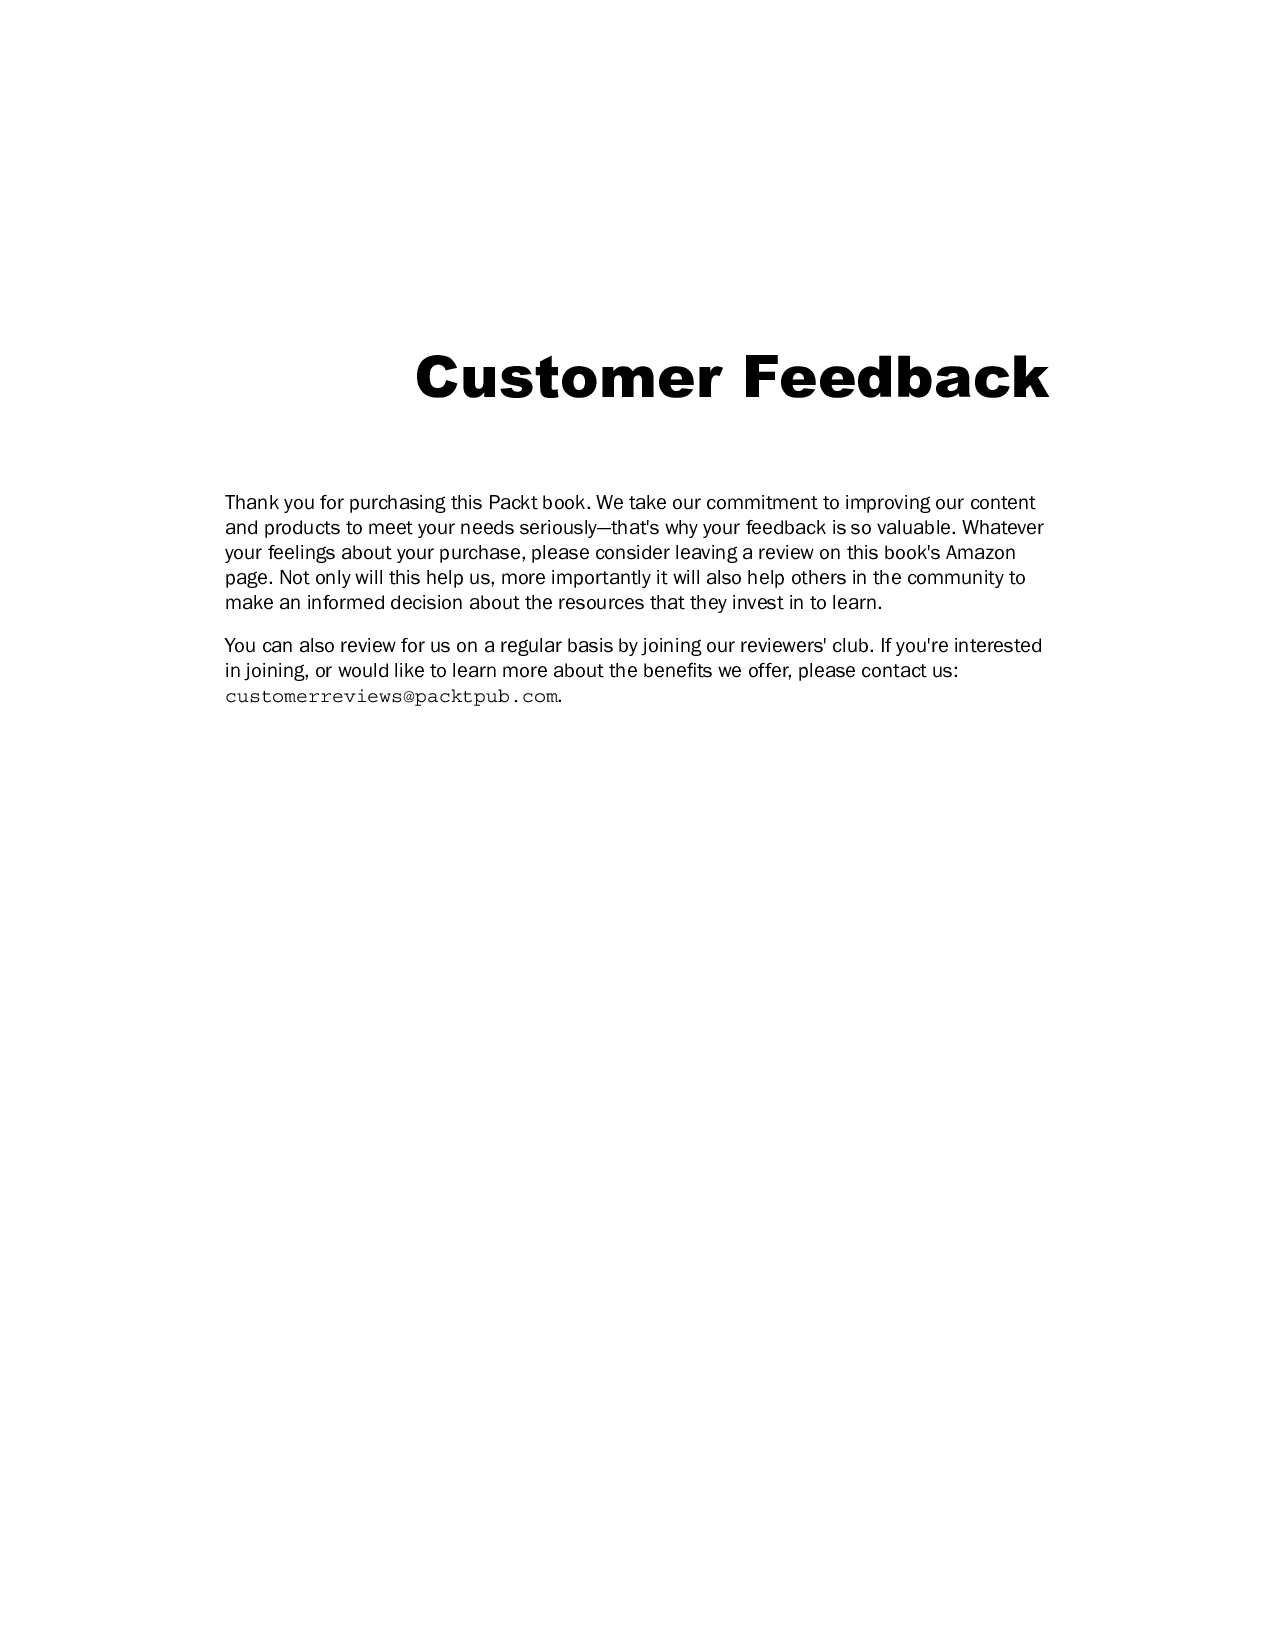 Customer Feedback
Thank you for purchasing this Packt book. We take our commitment to improving our content
and products to meet your needs seriously—that's why your feedback is so valuable. Whatever
your feelings about your purchase, please consider leaving a review on this book's Amazon
page. Not only will this help us, more importantly it will also help others in the community to
make an informed decision about the resources that they invest in to learn.
You can also review for us on a regular basis by joining our reviewers' club. If you're interested
in joining, or would like to learn more about the benefits we offer, please contact us:
customerreviews@packtpub.com.